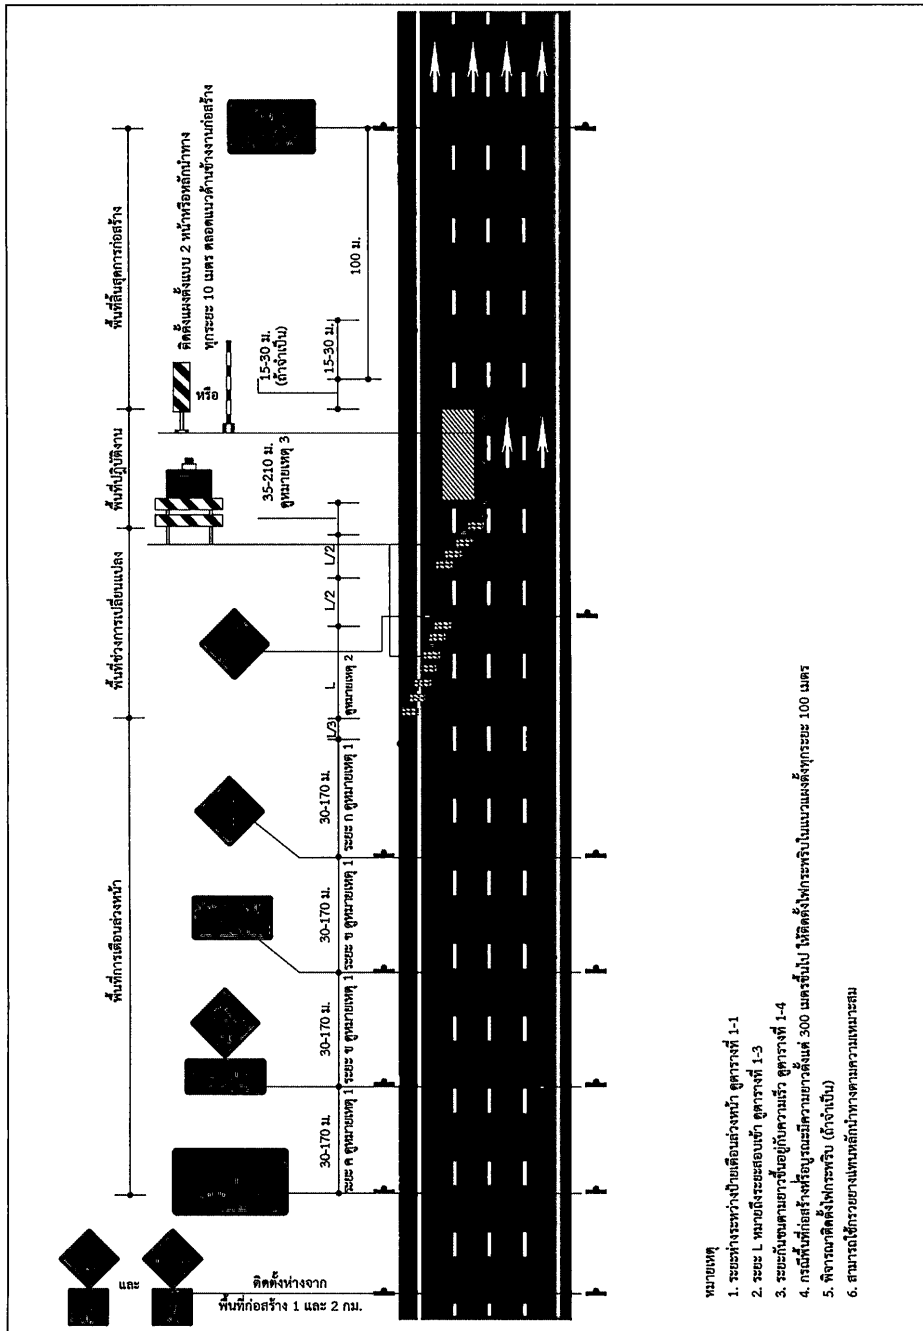 พื้นที่การเตือนล่วงหน้า
พื้นที่ช่วงการเปลี่ยนแปลง
พื้นที่ปฏิบัติงาน
พื้นที่สิ้นสุดการก่อสร้าง
และ
ติดตั้งห่างจาก
พื้นที่ก่อสร้าง 1 และ 2 กม.
หรือ
ติดตั้งแผงตั้งแบบ 2 หน้าหรือหลักนำทาง
ทุกระยะ 10 เมตร ตลอดแนวด้านข้างงานก่อสร้าง
30-170 ม.
ระยะ ค ดูหมายเหตุ 1
30-170 ม.
ระยะ ข ดูหมายเหตุ 1
30-170 ม.
ระยะ ข ดูหมายเหตุ 1
30-170 ม.
ระยะ ก ดูหมายเหตุ 1
L/3
L
ดูหมายเหตุ 2
L/2
L/2
35-210 ม.
ดูหมายเหตุ 3
15-30 ม.
(ถ้าจำเป็น)
15-30 ม.
100 ม.
หมายเหตุ
1. ระยะห่างระหว่างป้ายเตือนล่วงหน้า ดูตารางที่ 1-1
2. ระยะ L หมายถึงระยะสอบเข้า ดูตารางที่ 1-3
3. ระยะกันชนตามยาวขึ้นอยู่กับความเร็ว ดูตารางที่ 1-4
4. กรณีพื้นที่ก่อสร้างหรือบูรณะมีความยาวตั้งแต่ 300 เมตรขึ้นไป ให้ติดตั้งไฟกระพริบในแนวแผงตั้งทุกระยะ 100 เมตร
5. พิจารณาติดตั้งไฟกระพริบ (ถ้าจำเป็น)
6. สามารถใช้กรวยยางแทนหลักนำทางตามความเหมาะสม